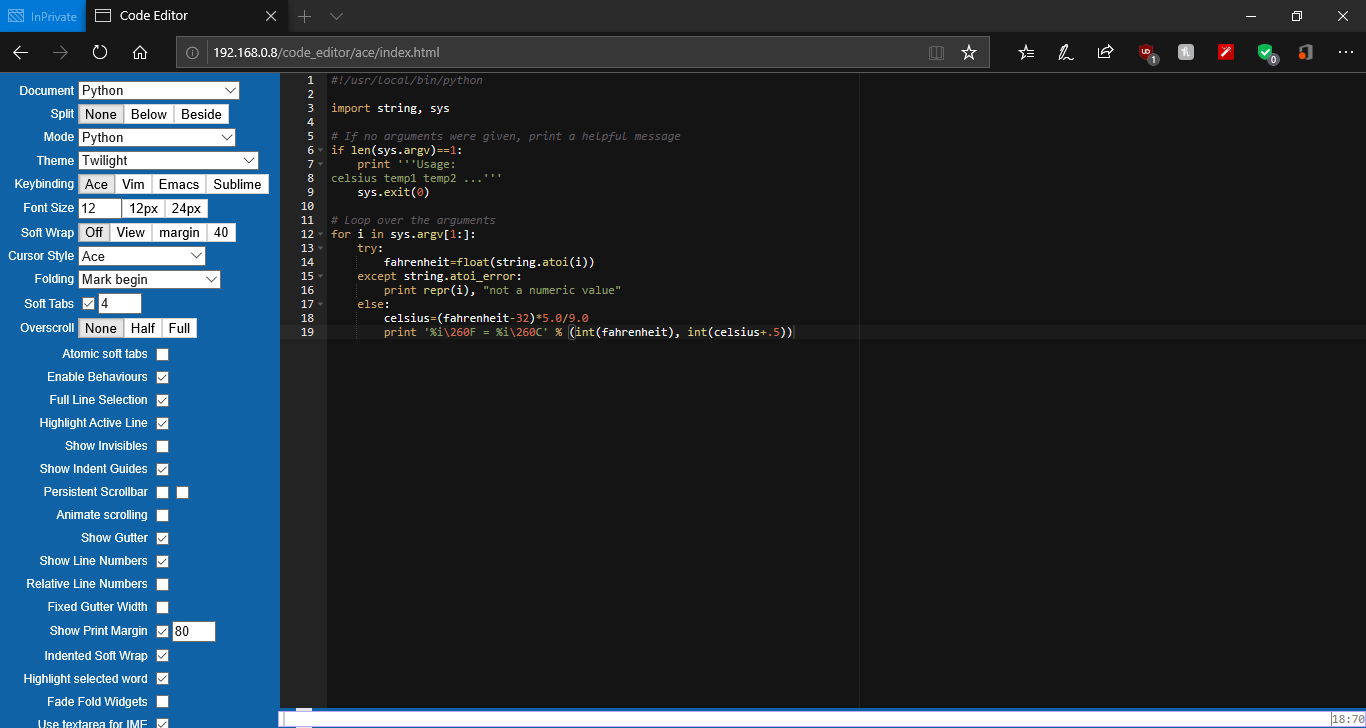 InPrivate
Code Editor
192.168.0.8/code_editor/ace/index.html
1
0
Document Python
Split None Below Beside
Mode Python
Theme Twilight
Keybinding Ace Vim Emacs Sublime
Font Size 12 12px 24px
Soft Wrap Off View margin 40
Cursor Style Ace
Folding Mark begin
Soft Tabs 4
Overscroll None Half Full
Atomic soft tabs
Enable Behaviours
Full Line Selection
Highlight Active Line
Show Invisibles
Show Indent Guides
Persistent Scrollbar
Animate scrolling
Show Gutter
Show Line Numbers
Relative Line Numbers
Fixed Gutter Width
Show Print Margin 80
Indented Soft Wrap
Highlight selected word
Fade Fold Widgets
Use textarea for IME
1 #!/usr/local/bin/python
2
3 import string, sys
4
5 # If no arguments were given, print a helpful message
6 if len(sys.argv)==1:
7     print '''Usage:
8 celsius temp1 temp2 ...'''
9     sys.exit(0)
10
11 # Loop over the arguments
12 for i in sys.argv[1:]:
13     try:
14         fahrenheit=float(string.atoi(i))
15     except string.atoi_error:
16         print repr(i), "not a numeric value"
17     else:
18         celsius=(fahrenheit-32)*5.0/9.0
19         print '%i\260F = %i\260C' % (int(fahrenheit), int(celsius+.5))
18:70